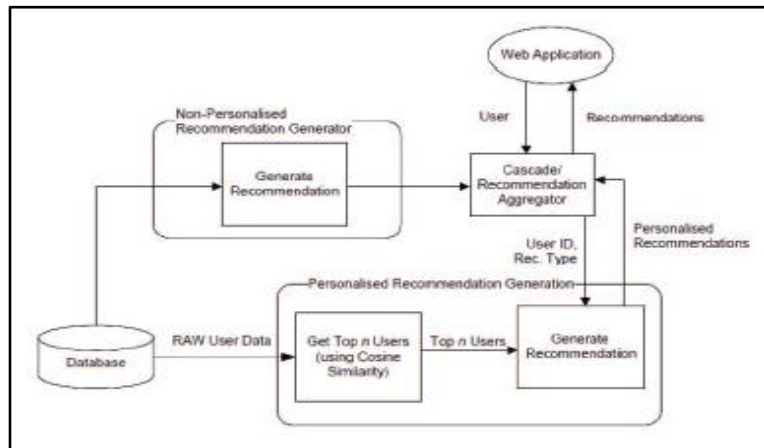 Web Application
User
Recommendations
Non-Personalised
Recommendation Generator
Generate
Recommendation
Cascade/
Recommendation
Aggregator
User ID,
Rec. Type
Personalised
Recommendations
Personalised Recommendation Generation
Database
RAW User Data
Get Top n Users
(using Cosine
Similarity)
Top n Users
Generate
Recommendation